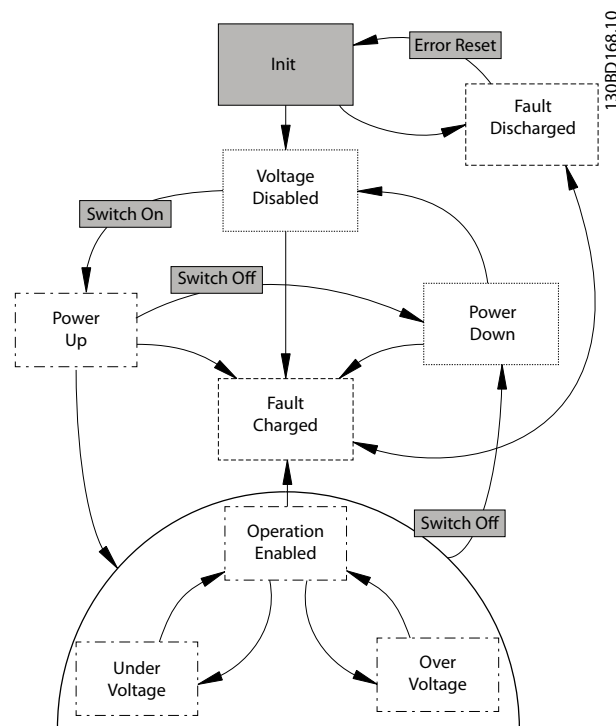 Init
Error Reset
130BD168.10
Fault
Discharged
Voltage
Disabled
Switch On
Switch Off
Power
Up
Power
Down
Fault
Charged
Operation
Enabled
Switch Off
Under
Voltage
Over
Voltage